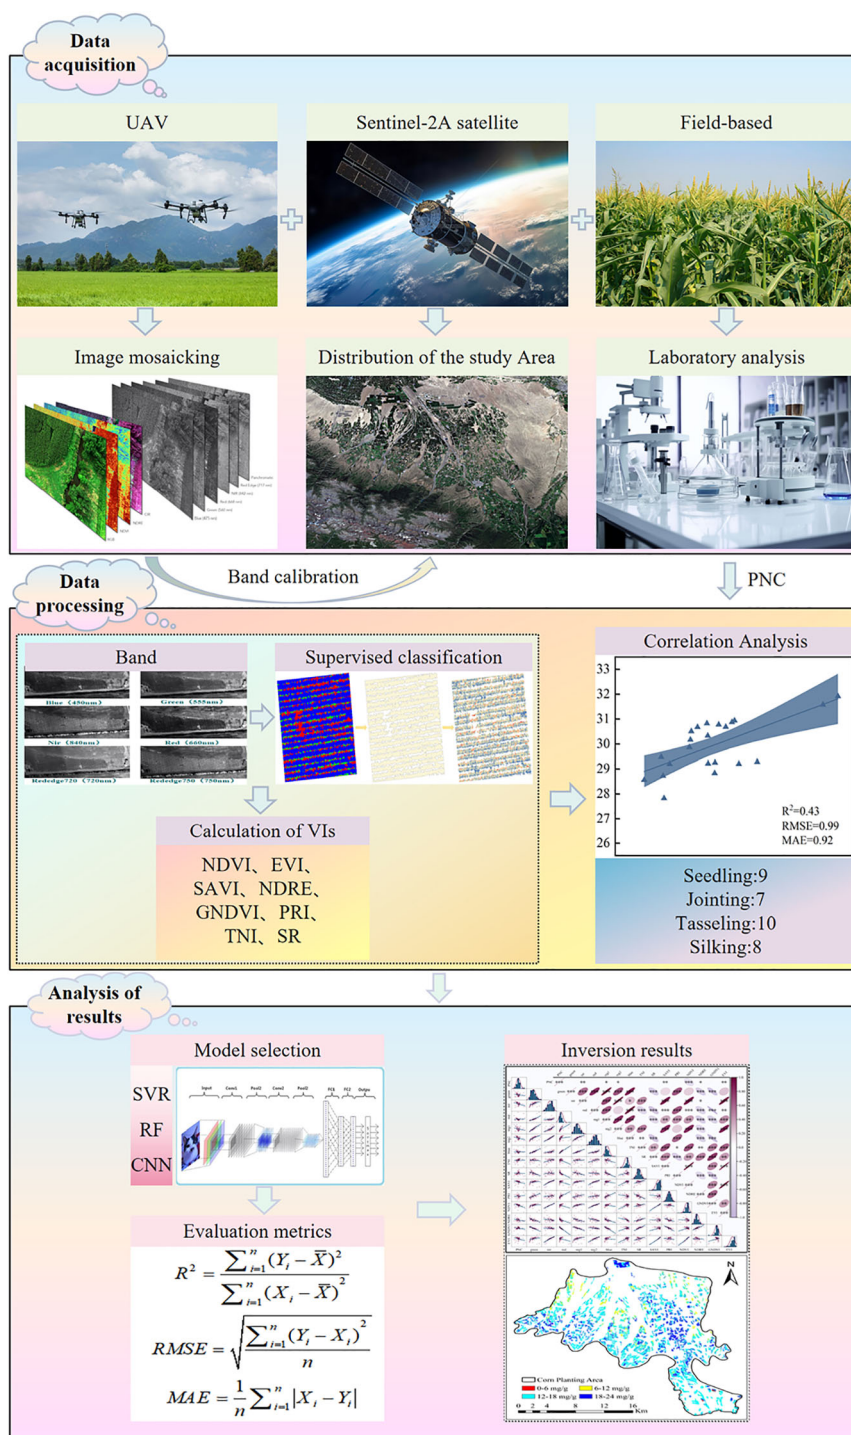 Data
acquisition
UAV
Sentinel-2A satellite
Field-based
Image mosaicking
Distribution of the study Area
Laboratory analysis
Band calibration
PNC
Data
processing
Band
Supervised classification
Blue (450nm)
Green (555nm)
Nir (840nm)
Red (660nm)
Rededge720 (720nm)
Rededge750 (750nm)
Calculation of VIs
NDVI、EVI、
SAVI、NDRE、
GNDVI、PRI、
TNI、SR
Correlation Analysis
33
32
31
30
29
28
27
26
R²=0.43
RMSE=0.99
MAE=0.92
Seedling:9
Jointing:7
Tasseling:10
Silking:8
Analysis of
results
Model selection
SVR
RF
CNN
Input Conv1 Pool1 Conv2 Pool2 FC1 FC2 Outpu
Evaluation metrics
R² = ∑ⁿᵢ₌₁(Yᵢ − X̄)² / ∑ⁿᵢ₌₁(Xᵢ − X̄)²
RMSE = √(∑ⁿᵢ₌₁(Yᵢ − Xᵢ)² / n)
MAE = 1/n ∑ⁿᵢ₌₁|Xᵢ − Yᵢ|
Inversion results
N
Corn Planting Area
0-6 mg/g 6-12 mg/g
12-18 mg/g 18-24 mg/g
Km
0 2 4 8 12 16